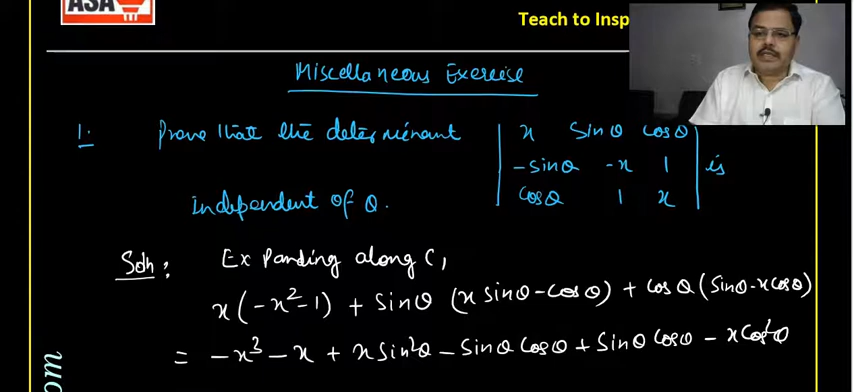 ASA
Teach to Insp
Miscellaneous Exercise
1. Prove that the determinant | x sinθ cosθ |
| -sinθ -x 1 | is
| cosθ 1 x |
independent of θ.
Soln: Expanding along C₁
x(-x²-1) + sinθ (x sinθ - cosθ) + cosθ (sinθ - x cosθ)
= -x³ - x + x sin²θ - sinθ cosθ + sinθ cosθ - x cos²θ
om